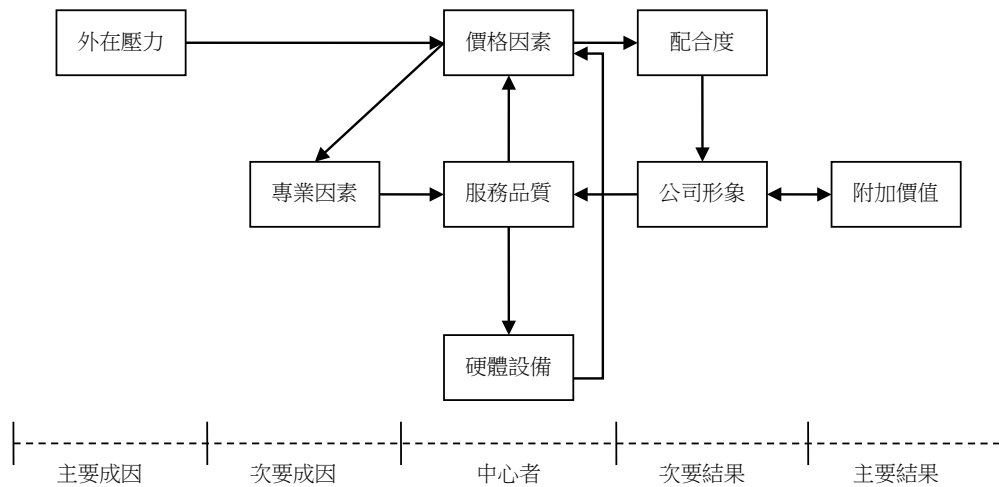 外在壓力
價格因素
配合度
專業因素
服務品質
公司形象
附加價值
硬體設備
主要成因
次要成因
中心者
次要結果
主要結果